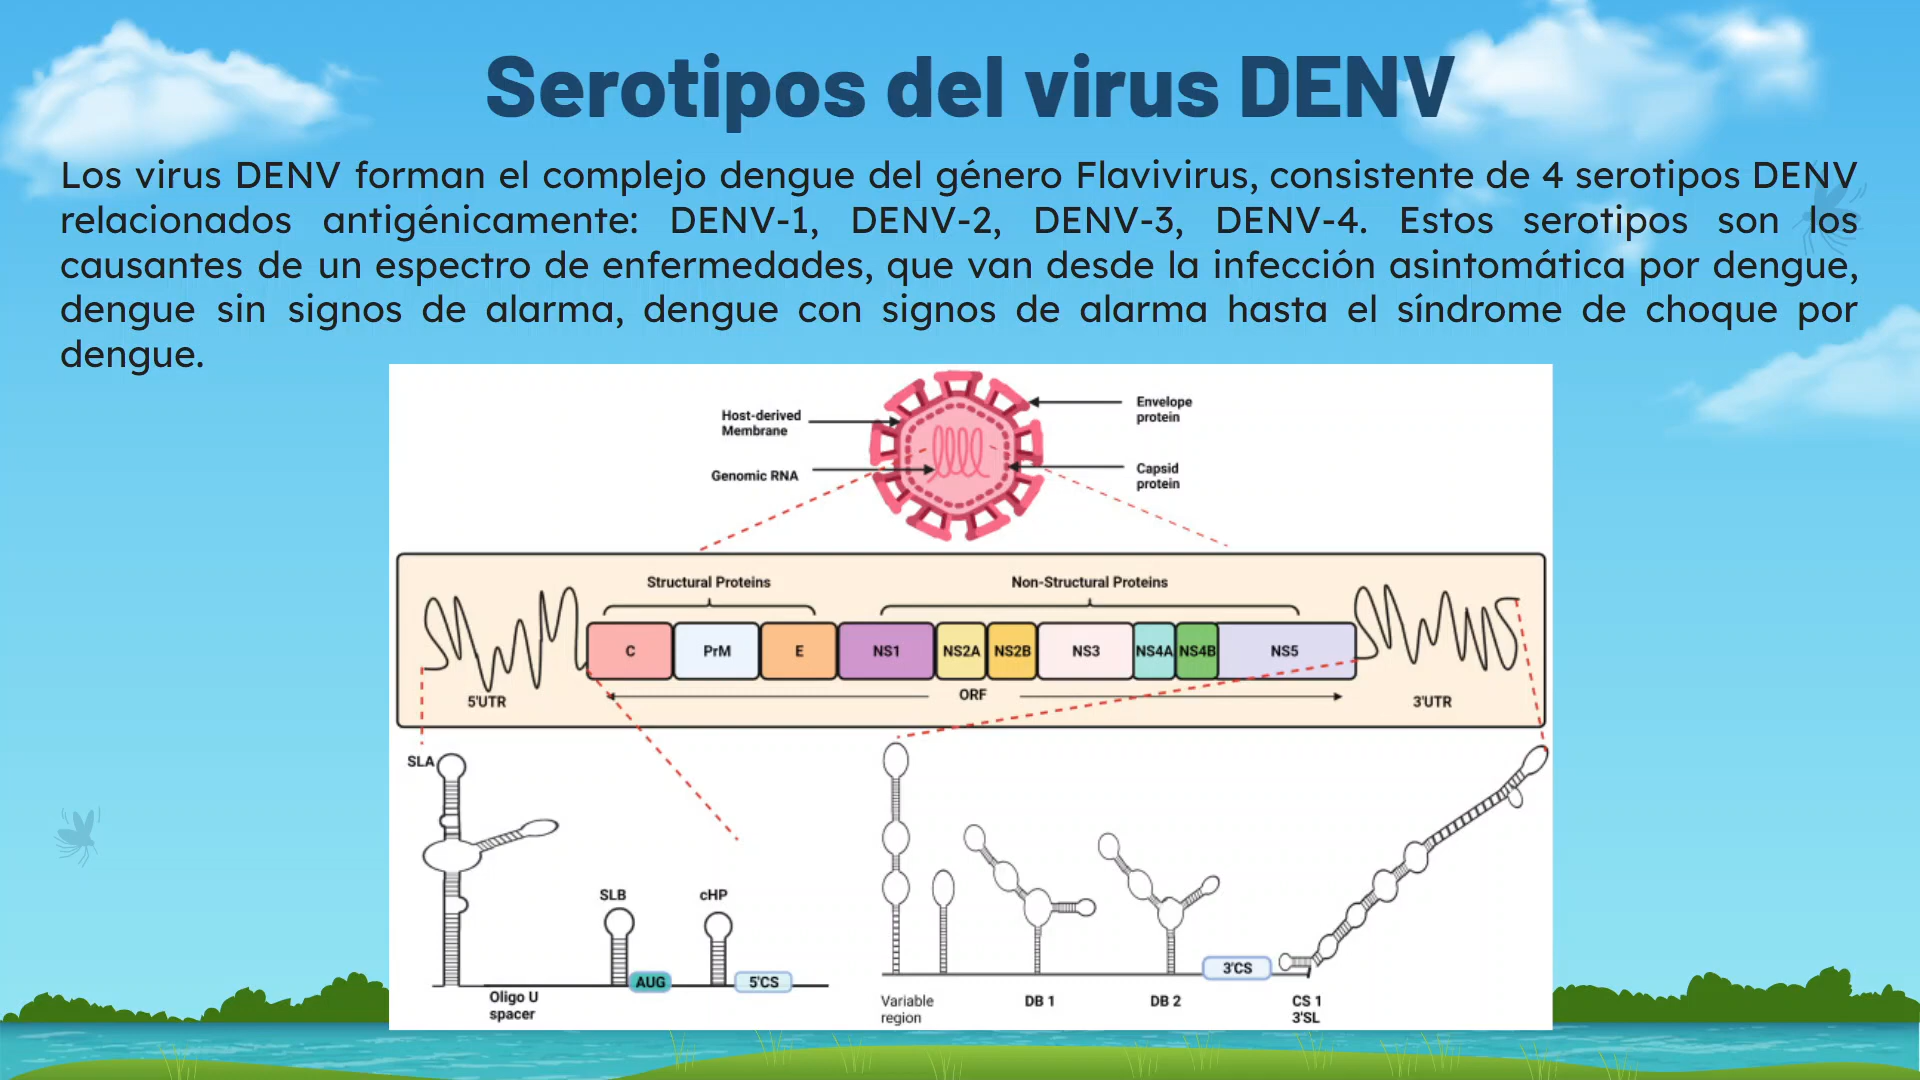 Serotipos del virus DENV
Los virus DENV forman el complejo dengue del género Flavivirus, consistente de 4 serotipos DENV
relacionados antigénicamente: DENV-1, DENV-2, DENV-3, DENV-4. Estos serotipos son los
causantes de un espectro de enfermedades, que van desde la infección asintomática por dengue,
dengue sin signos de alarma, dengue con signos de alarma hasta el síndrome de choque por
dengue.
Host-derived
Membrane
Envelope
protein
Genomic RNA
Capsid
protein
Structural Proteins
Non-Structural Proteins
C PrM E NS1 NS2A NS2B NS3 NS4A NS4B NS5
ORF
5'UTR
3'UTR
SLA
SLB
cHP
AUG
5'CS
Oligo U
spacer
3'CS
Variable
region
DB 1
DB 2
CS 1
3'SL